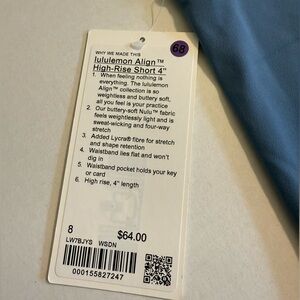 68
WHY WE MADE THIS
lululemon Align™
High-Rise Short 4"
1. When feeling nothing is
everything. The lululemon
Align™ collection is so
weightless and buttery soft,
all you feel is your practice
2. Our buttery-soft Nulu™ fabric
feels weightlessly light and is
sweat-wicking and four-way
stretch
3. Added Lycra® fibre for stretch
and shape retention
4. Waistband lies flat and won't
dig in
5. Waistband pocket holds your key
or card
6. High rise, 4" length
8 $64.00
LW7BJYS WSDN
000155827247